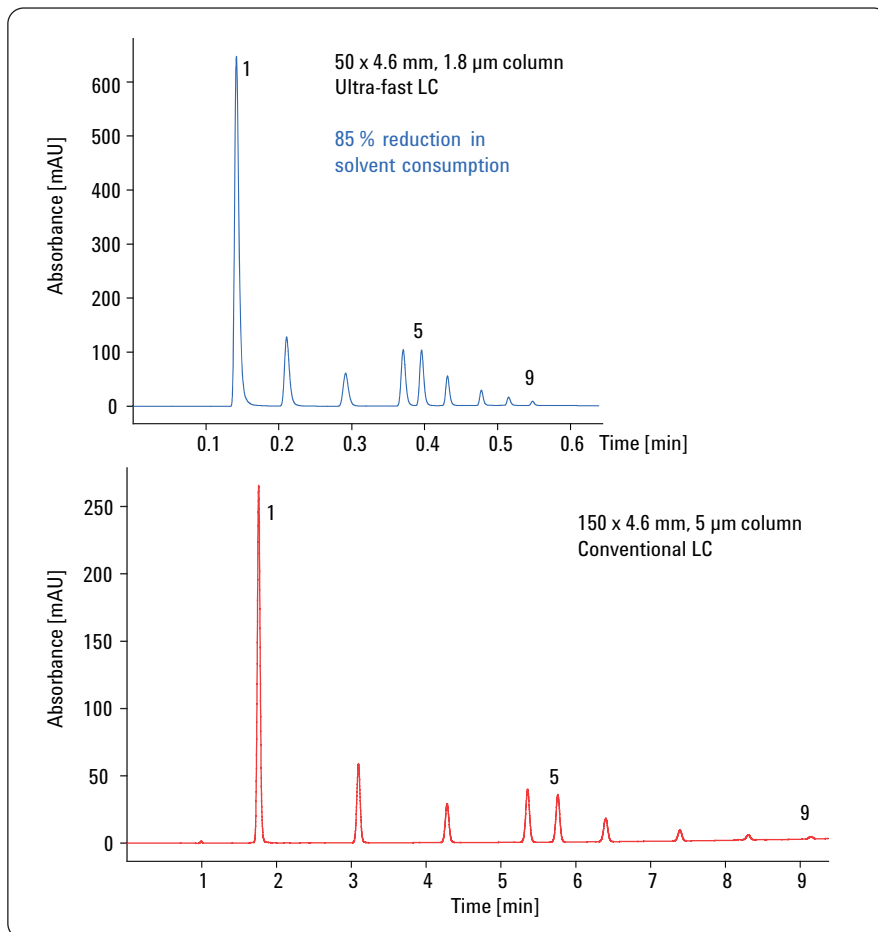 50 x 4.6 mm, 1.8 µm column
Ultra-fast LC
85 % reduction in
solvent consumption
Absorbance [mAU]
600
500
400
300
200
100
0
1
5
9
0.1 0.2 0.3 0.4 0.5 0.6 Time [min]
150 x 4.6 mm, 5 µm column
Conventional LC
Absorbance [mAU]
250
200
150
100
50
0
1
5
9
1 2 3 4 5 6 7 8 9
Time [min]